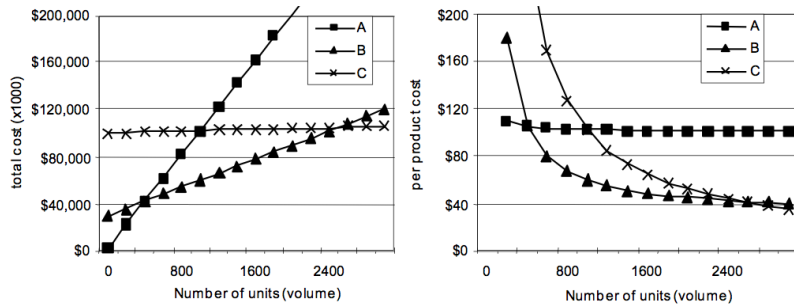 $200,000
$160,000
$120,000
$80,000
$40,000
$0
total cost (x1000)
0 800 1600 2400
Number of units (volume)
A
B
C
$200
$160
$120
$80
$40
$0
per product cost
0 800 1600 2400
Number of units (volume)
A
B
C